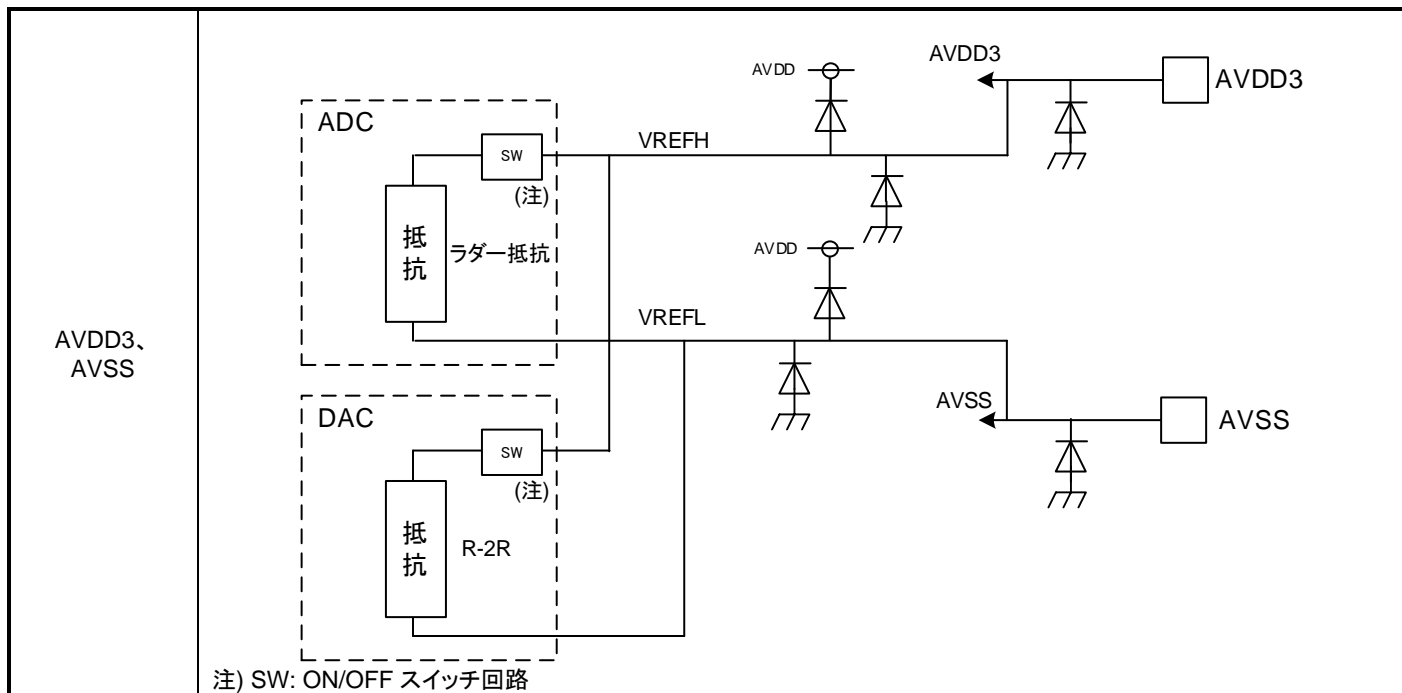 AVDD3、
AVSS
AVDD
AVDD3
AVDD3
ADC
SW
VREFH
(注)
抵抗
ラダー抵抗
AVDD
VREFL
AVSS
AVSS
DAC
SW
(注)
抵抗
R-2R
注) SW: ON/OFF スイッチ回路